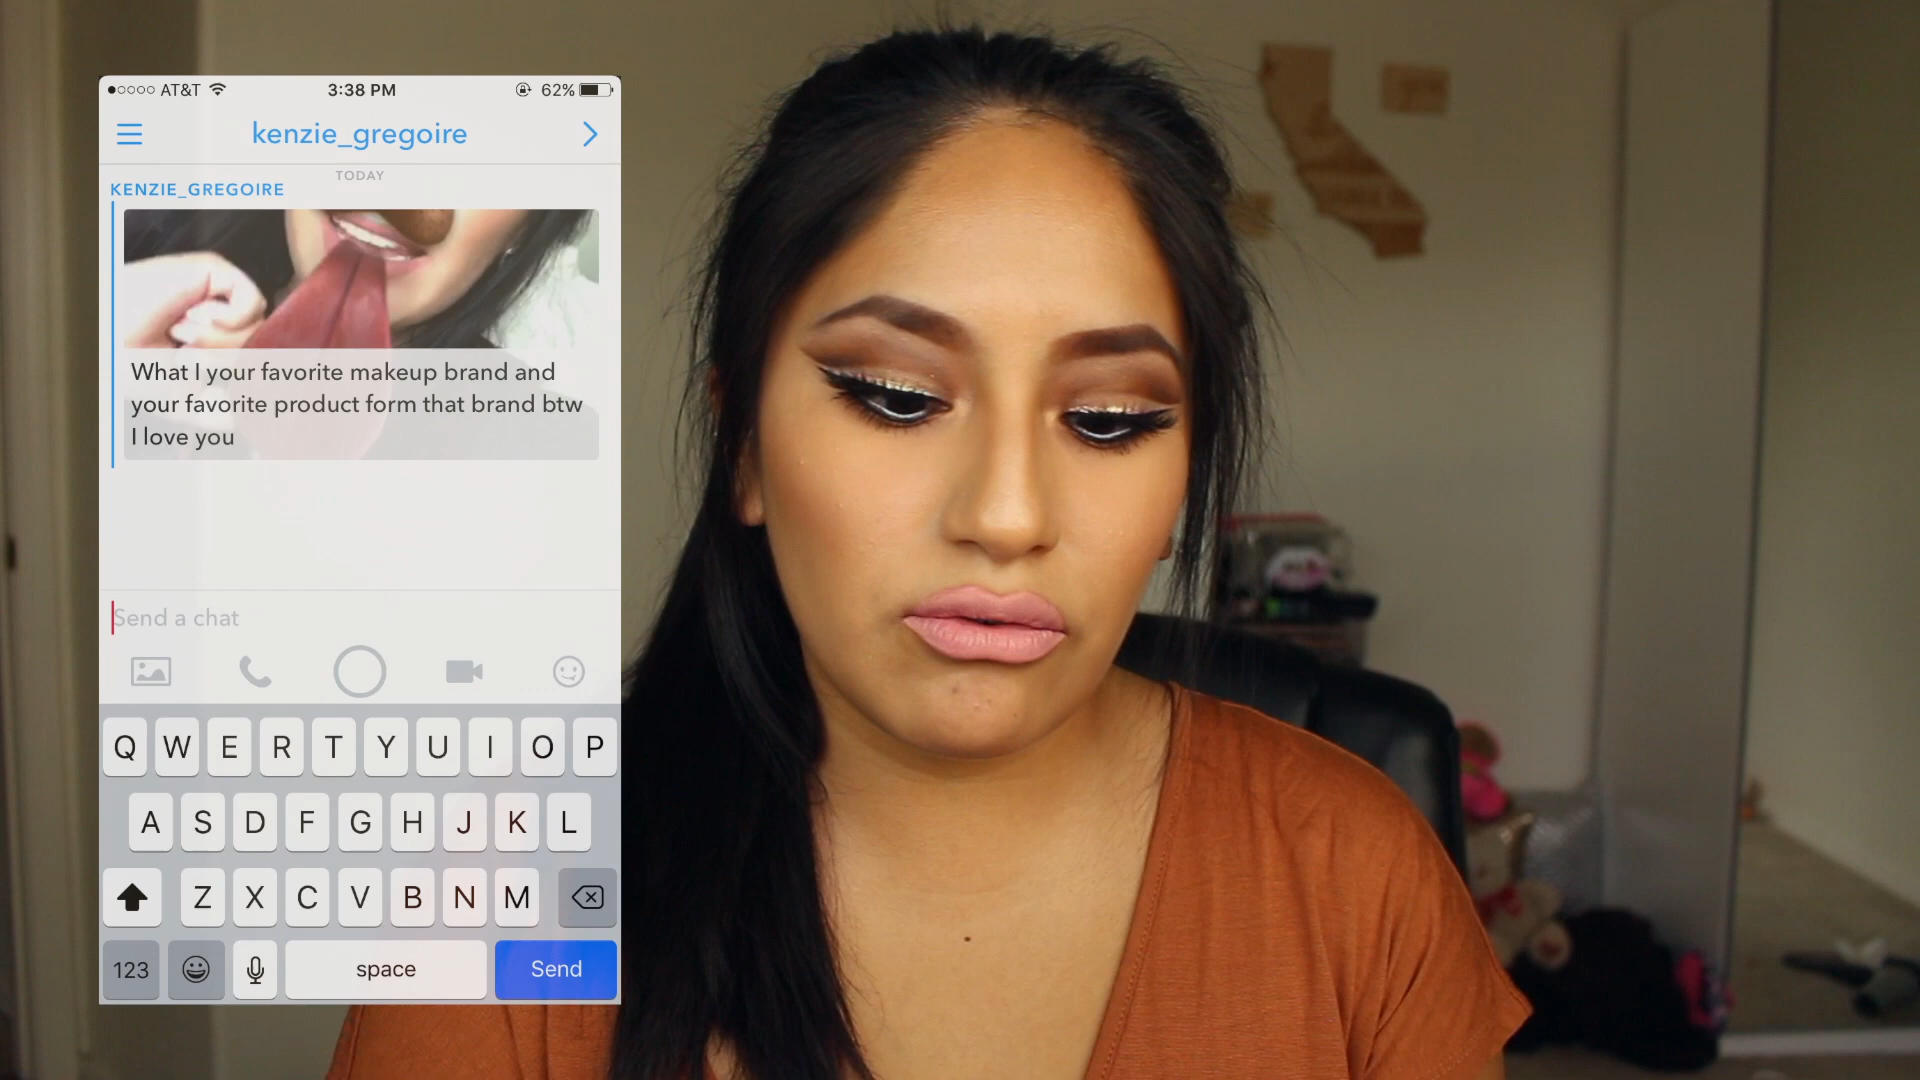 AT&T 3:38 PM 62%
kenzie_gregoire
TODAY
KENZIE_GREGOIRE
What I your favorite makeup brand and
your favorite product form that brand btw
I love you
Send a chat
Q W E R T Y U I O P
A S D F G H J K L
Z X C V B N M
123 space Send